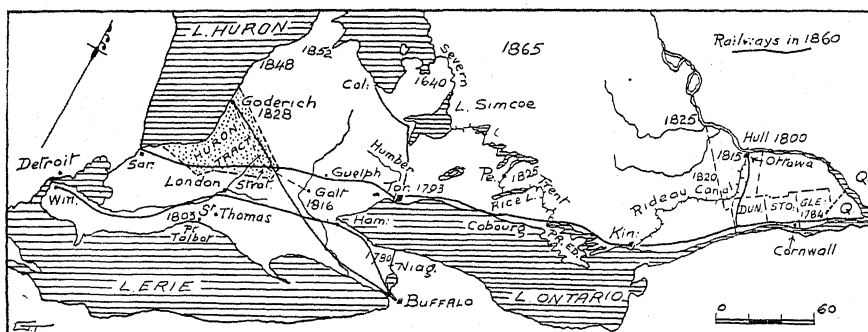 L. HURON
1852
1848
1865
Railways in 1860
Severn
1640
Col:
L. Simcoe
Goderich
1828
HURON
TRACT
1825
Hull 1800
1815
Ottawa
Detroit
Sar.
Humber
Guelph
Pe.
1825
Trent
1820
Rideau Canal
Q
London
Strat.
Galt
1816
Tor. 1793
RICE L.
DUN.
STO.
GLE:
1784
Q
Win.
1803
St Thomas
Pt
Talbot
Ham:
Cobourg
Pr. ED.
Kin:
Cornwall
1780
Niag.
L. ERIE
BUFFALO
L. ONTARIO
0 60